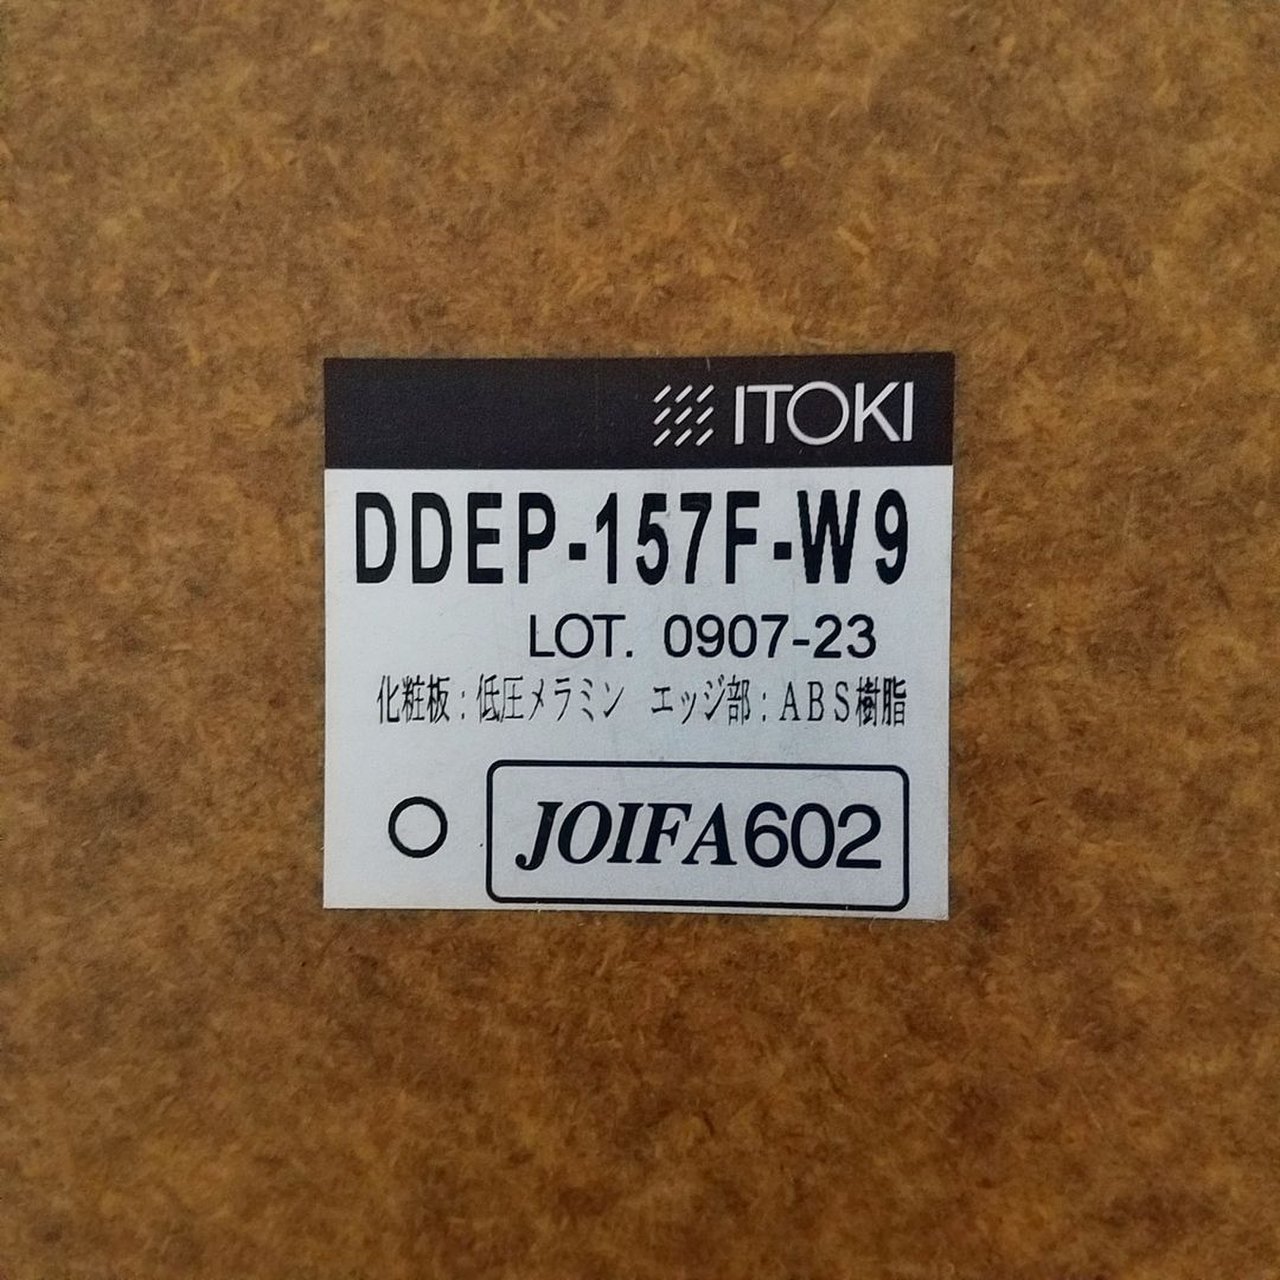 ITOKI
DDEP-157F-W9
LOT. 0907-23
化粧板：低圧メラミン　エッジ部：ＡＢＳ樹脂
JOIFA602